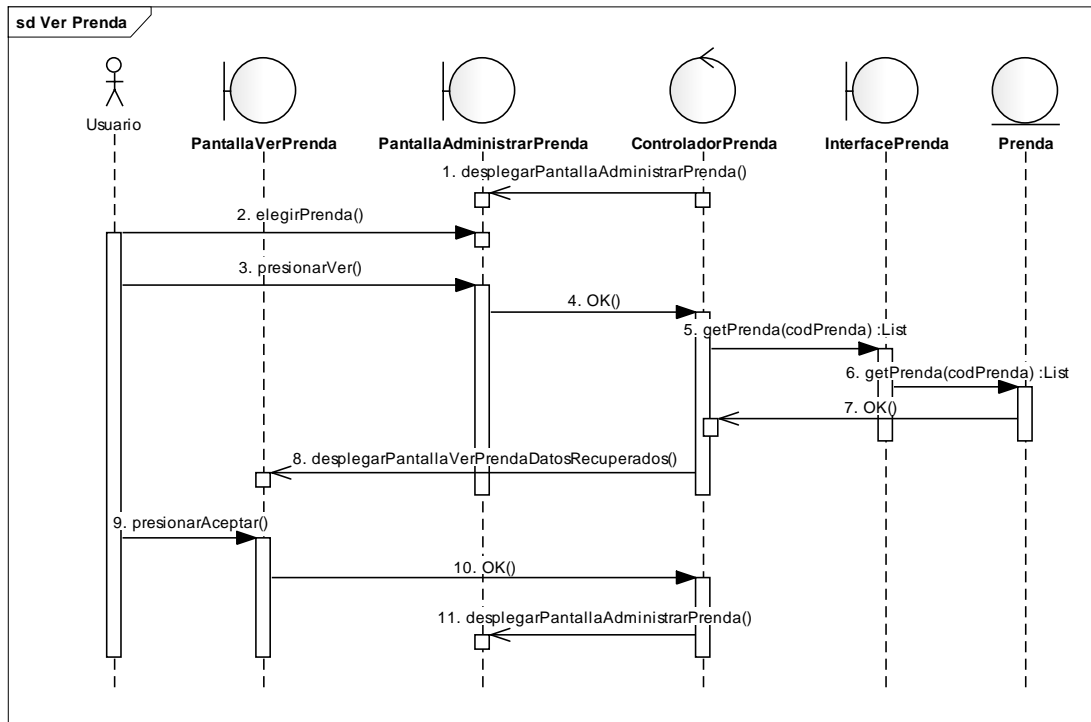 sd Ver Prenda
Usuario
PantallaVerPrenda
PantallaAdministrarPrenda
ControladorPrenda
InterfacePrenda
Prenda
1. desplegarPantallaAdministrarPrenda()
2. elegirPrenda()
3. presionarVer()
4. OK()
5. getPrenda(codPrenda) :List
6. getPrenda(codPrenda) :List
7. OK()
8. desplegarPantallaVerPrendaDatosRecuperados()
9. presionarAceptar()
10. OK()
11. desplegarPantallaAdministrarPrenda()